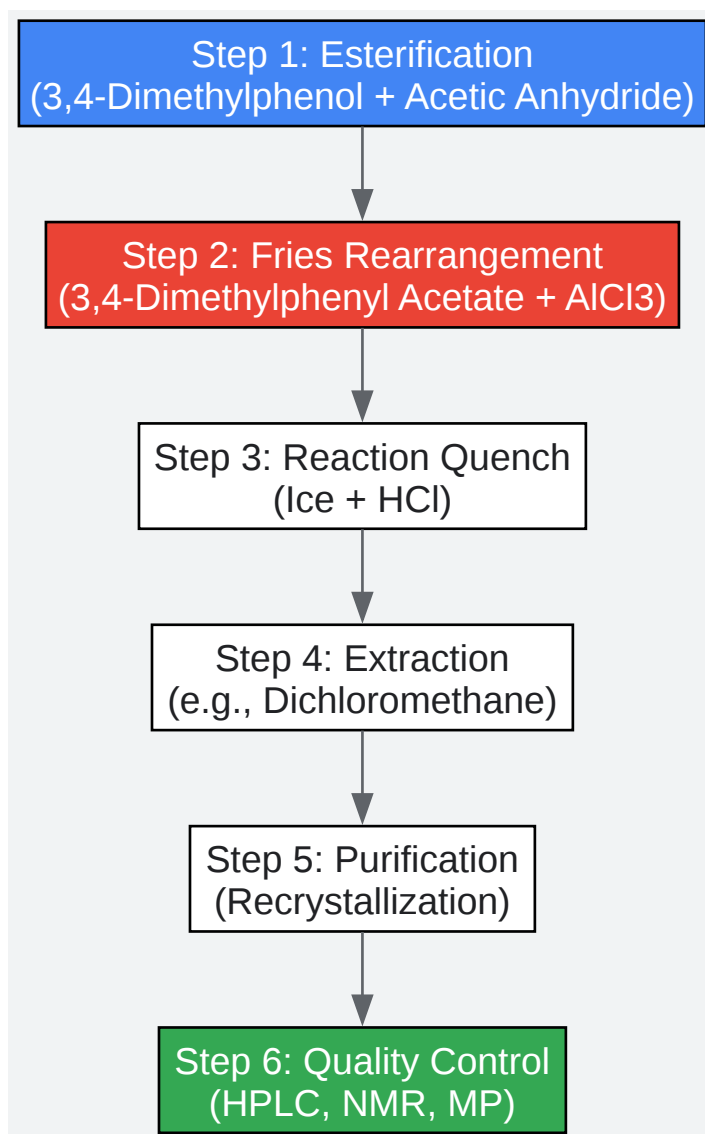 Step 1: Esterification
(3,4-Dimethylphenol + Acetic Anhydride)
Step 2: Fries Rearrangement
(3,4-Dimethylphenyl Acetate + AlCl3)
Step 3: Reaction Quench
(Ice + HCl)
Step 4: Extraction
(e.g., Dichloromethane)
Step 5: Purification
(Recrystallization)
Step 6: Quality Control
(HPLC, NMR, MP)